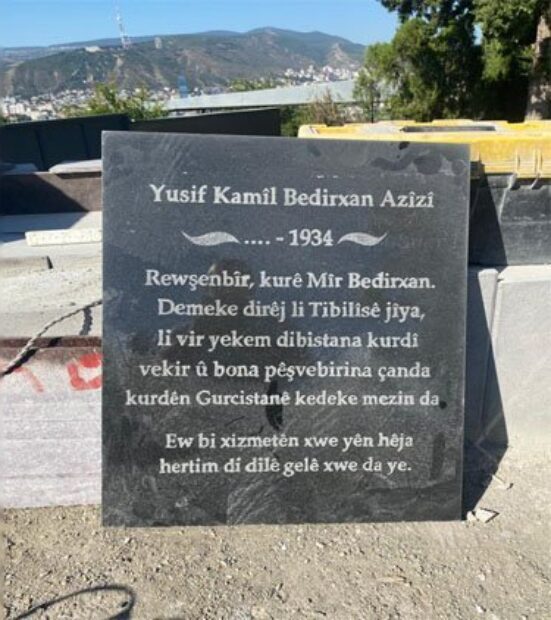 Yusif Kamîl Bedirxan Azîzî
.... - 1934
Rewşenbîr, kurê Mîr Bedirxan.
Demeke dirêj li Tibilîsê jîya,
li vir yekem dibistana kurdî
vekir û bona pêşvebirina çanda
kurdên Gurcistanê kedeke mezin da
Ew bi xizmetên xwe yên hêja
hertim di dilê gelê xwe da ye.